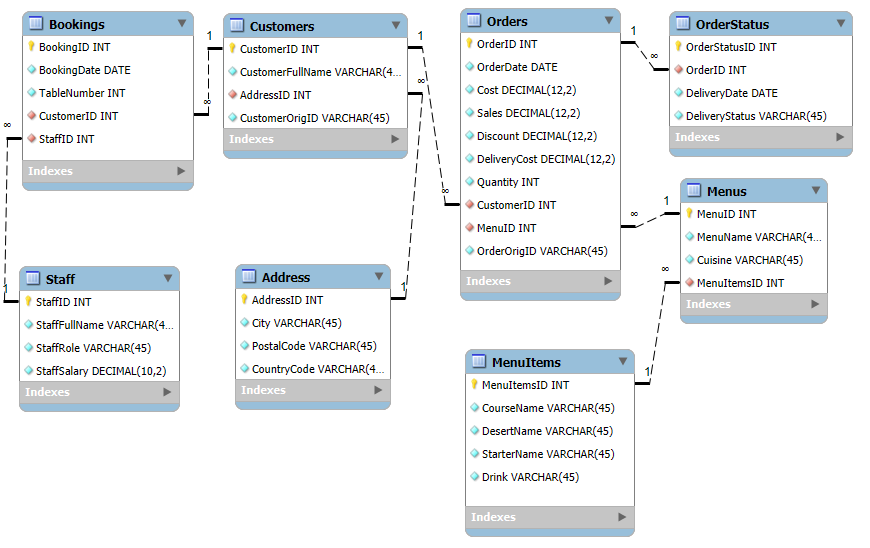 Bookings
BookingID INT
BookingDate DATE
TableNumber INT
CustomerID INT
StaffID INT
Indexes
Customers
CustomerID INT
CustomerFullName VARCHAR(4...
AddressID INT
CustomerOrigID VARCHAR(45)
Indexes
Orders
OrderID INT
OrderDate DATE
Cost DECIMAL(12,2)
Sales DECIMAL(12,2)
Discount DECIMAL(12,2)
DeliveryCost DECIMAL(12,2)
Quantity INT
CustomerID INT
MenuID INT
OrderOrigID VARCHAR(45)
Indexes
OrderStatus
OrderStatusID INT
OrderID INT
DeliveryDate DATE
DeliveryStatus VARCHAR(45)
Indexes
Menus
MenuID INT
MenuName VARCHAR(4...
Cuisine VARCHAR(45)
MenuItemsID INT
Indexes
Staff
StaffID INT
StaffFullName VARCHAR(4...
StaffRole VARCHAR(45)
StaffSalary DECIMAL(10,2)
Indexes
Address
AddressID INT
City VARCHAR(45)
PostalCode VARCHAR(45)
CountryCode VARCHAR(4...
Indexes
MenuItems
MenuItemsID INT
CourseName VARCHAR(45)
DesertName VARCHAR(45)
StarterName VARCHAR(45)
Drink VARCHAR(45)
Indexes
1
∞
1
∞
1
∞
1
∞
1
∞
1
∞
1
∞